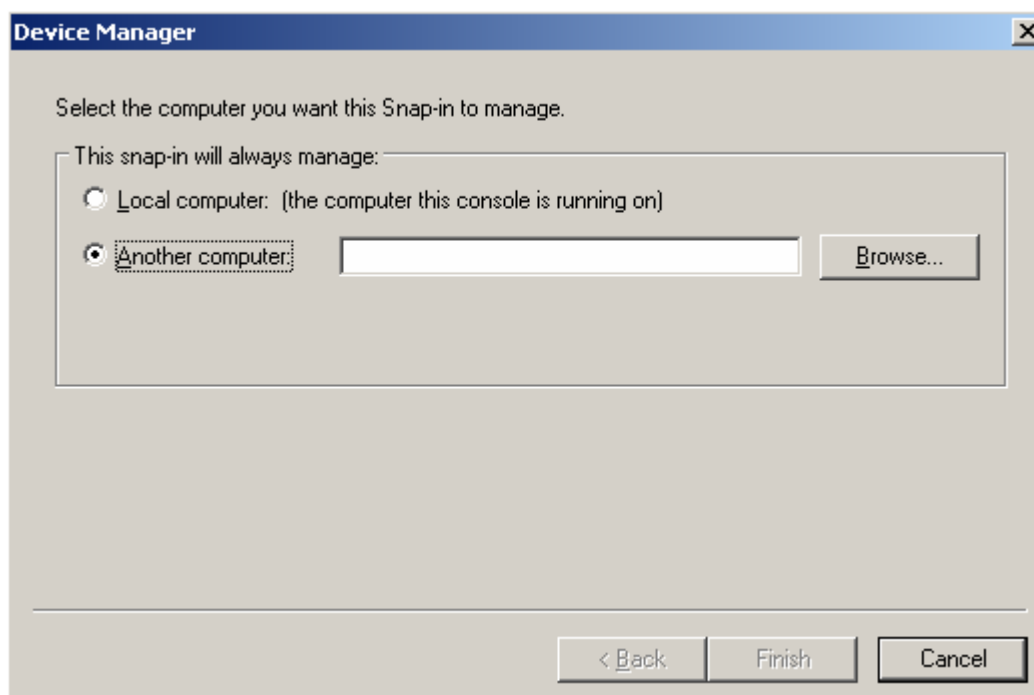 Device Manager
Select the computer you want this Snap-in to manage.
This snap-in will always manage:
Local computer: (the computer this console is running on)
Another computer: Browse...
< Back Finish Cancel